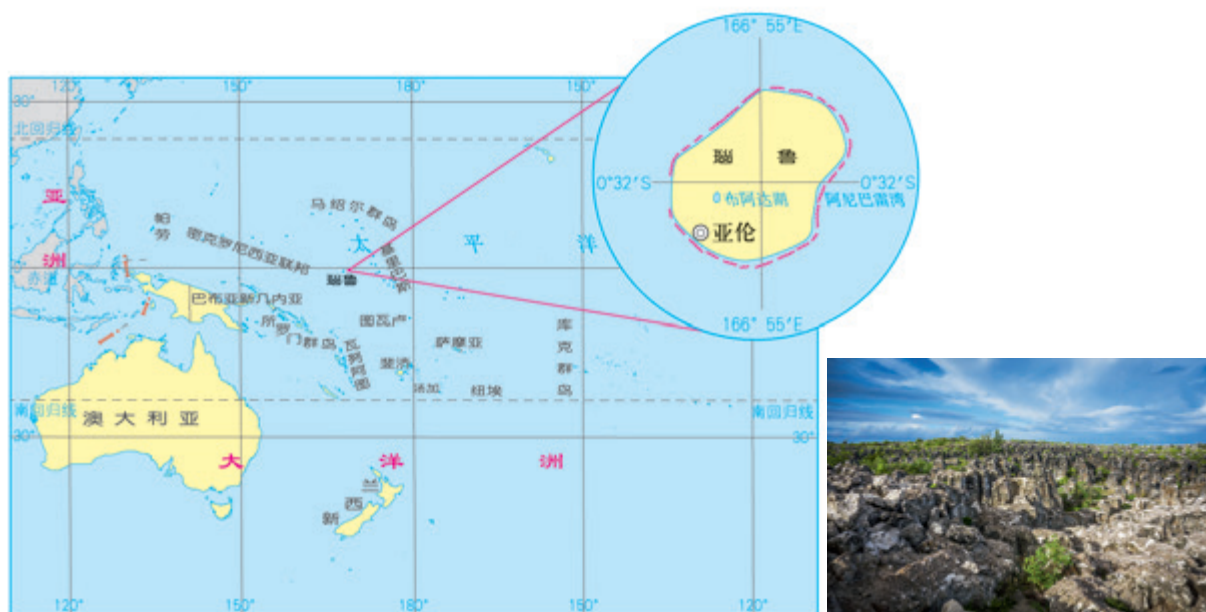 166° 55′E
120°
150°
180°
150°
30°
北回归线
瑙 鲁
0°32′S
0°32′S
布阿达湖
阿尼巴雷湾
亚伦
亚
洲
帕
劳
马绍尔群岛
太 平 洋
密克罗尼西亚联邦
基里巴斯
赤道
瑙鲁
巴布亚新几内亚
所罗门群岛
图瓦卢
166° 55′E
萨摩亚
库
克
群
岛
瓦努阿图
斐济
汤加
纽埃
南回归线
南回归线
澳大利亚
30°
30°
大 洋 洲
新西兰
120°
150°
180°
150°
120°